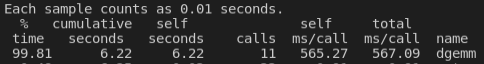 Each sample counts as 0.01 seconds.
% cumulative self self total
time seconds seconds calls ms/call ms/call name
99.81 6.22 6.22 11 565.27 567.09 dgemm